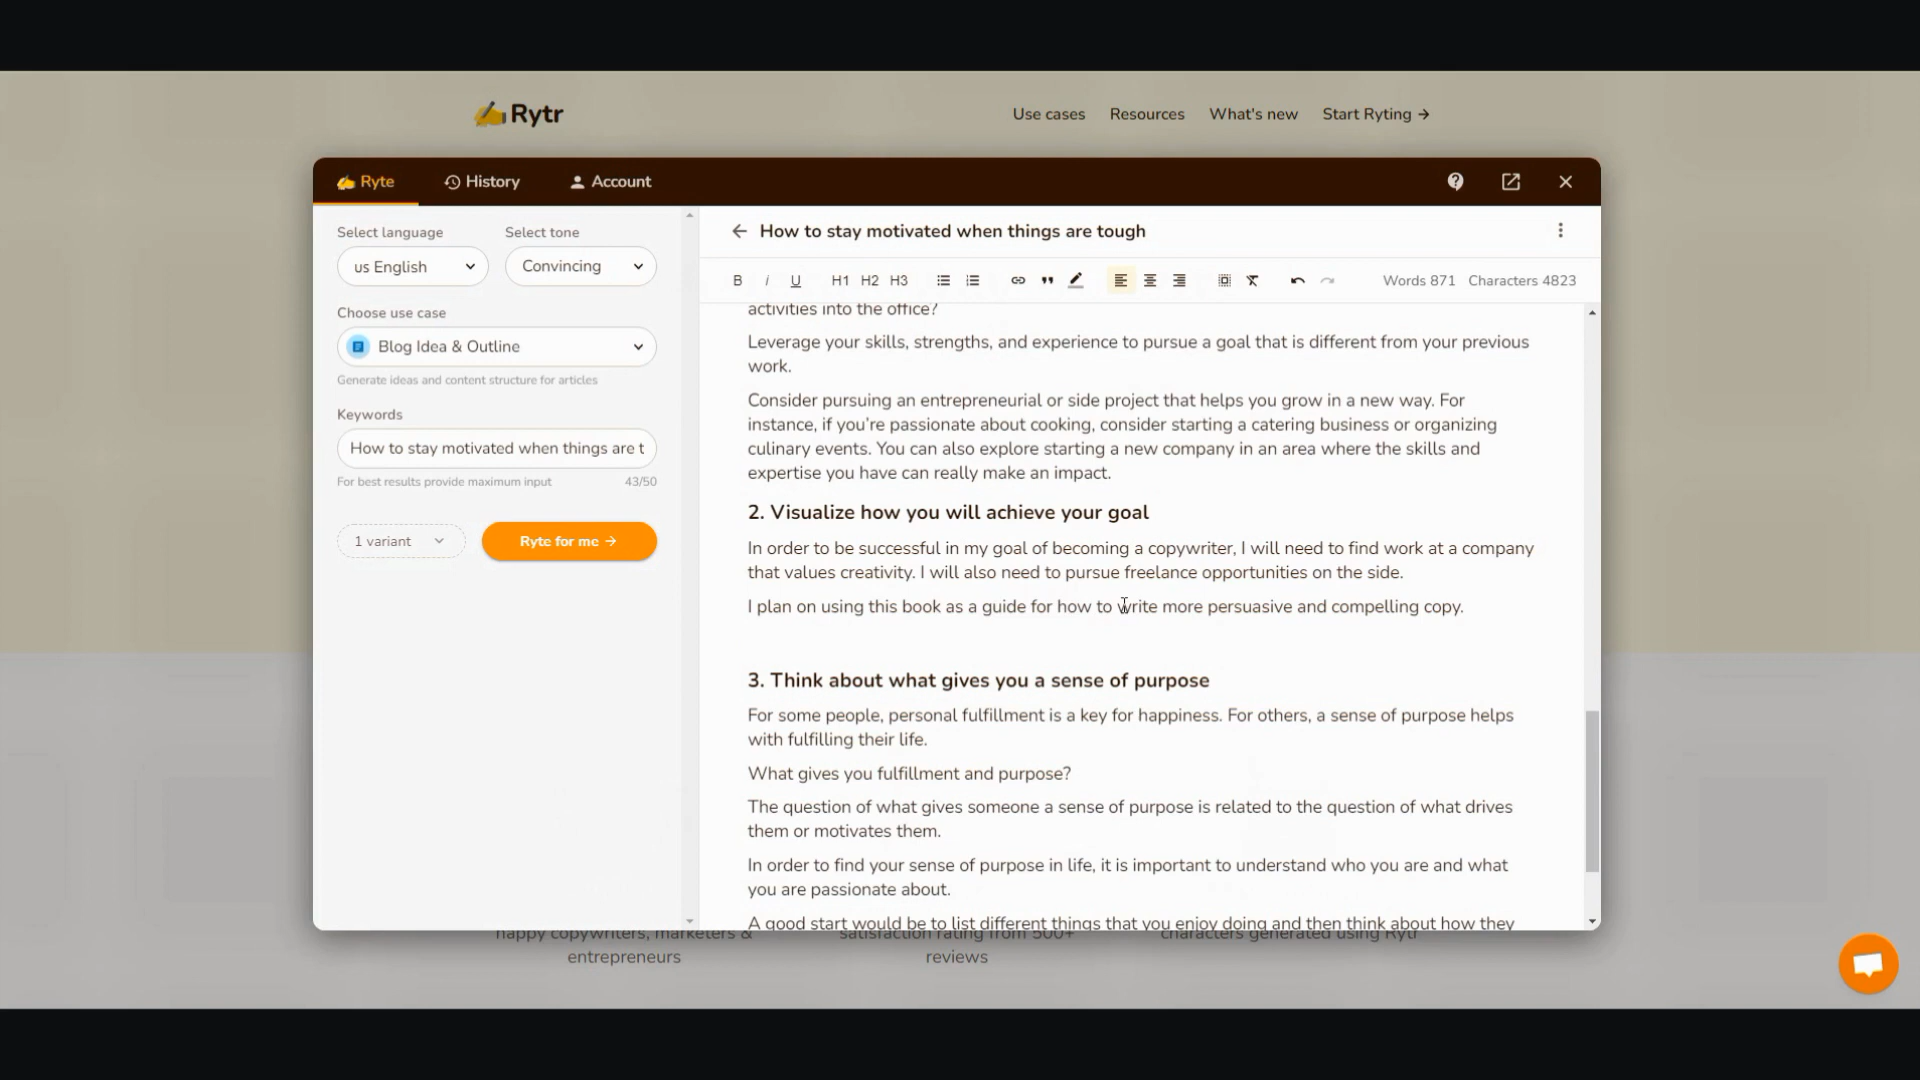 Rytr
Use cases
Resources
What's new
Start Ryting →
Ryte
History
Account
Select language
Select tone
us English
Convincing
Choose use case
Blog Idea & Outline
Generate ideas and content structure for articles
Keywords
How to stay motivated when things are t
For best results provide maximum input
43/50
1 variant
Ryte for me →
How to stay motivated when things are tough
B i U H1 H2 H3
Words 871
Characters 4823
activities into the office?
Leverage your skills, strengths, and experience to pursue a goal that is different from your previous
work.
Consider pursuing an entrepreneurial or side project that helps you grow in a new way. For
instance, if you're passionate about cooking, consider starting a catering business or organizing
culinary events. You can also explore starting a new company in an area where the skills and
expertise you have can really make an impact.
2. Visualize how you will achieve your goal
In order to be successful in my goal of becoming a copywriter, I will need to find work at a company
that values creativity. I will also need to pursue freelance opportunities on the side.
I plan on using this book as a guide for how to write more persuasive and compelling copy.
3. Think about what gives you a sense of purpose
For some people, personal fulfillment is a key for happiness. For others, a sense of purpose helps
with fulfilling their life.
What gives you fulfillment and purpose?
The question of what gives someone a sense of purpose is related to the question of what drives
them or motivates them.
In order to find your sense of purpose in life, it is important to understand who you are and what
you are passionate about.
A good start would be to list different things that you enjoy doing and then think about how they
happy copywriters, marketers &
entrepreneurs
satisfaction rating from 500+
reviews
characters generated using Rytr